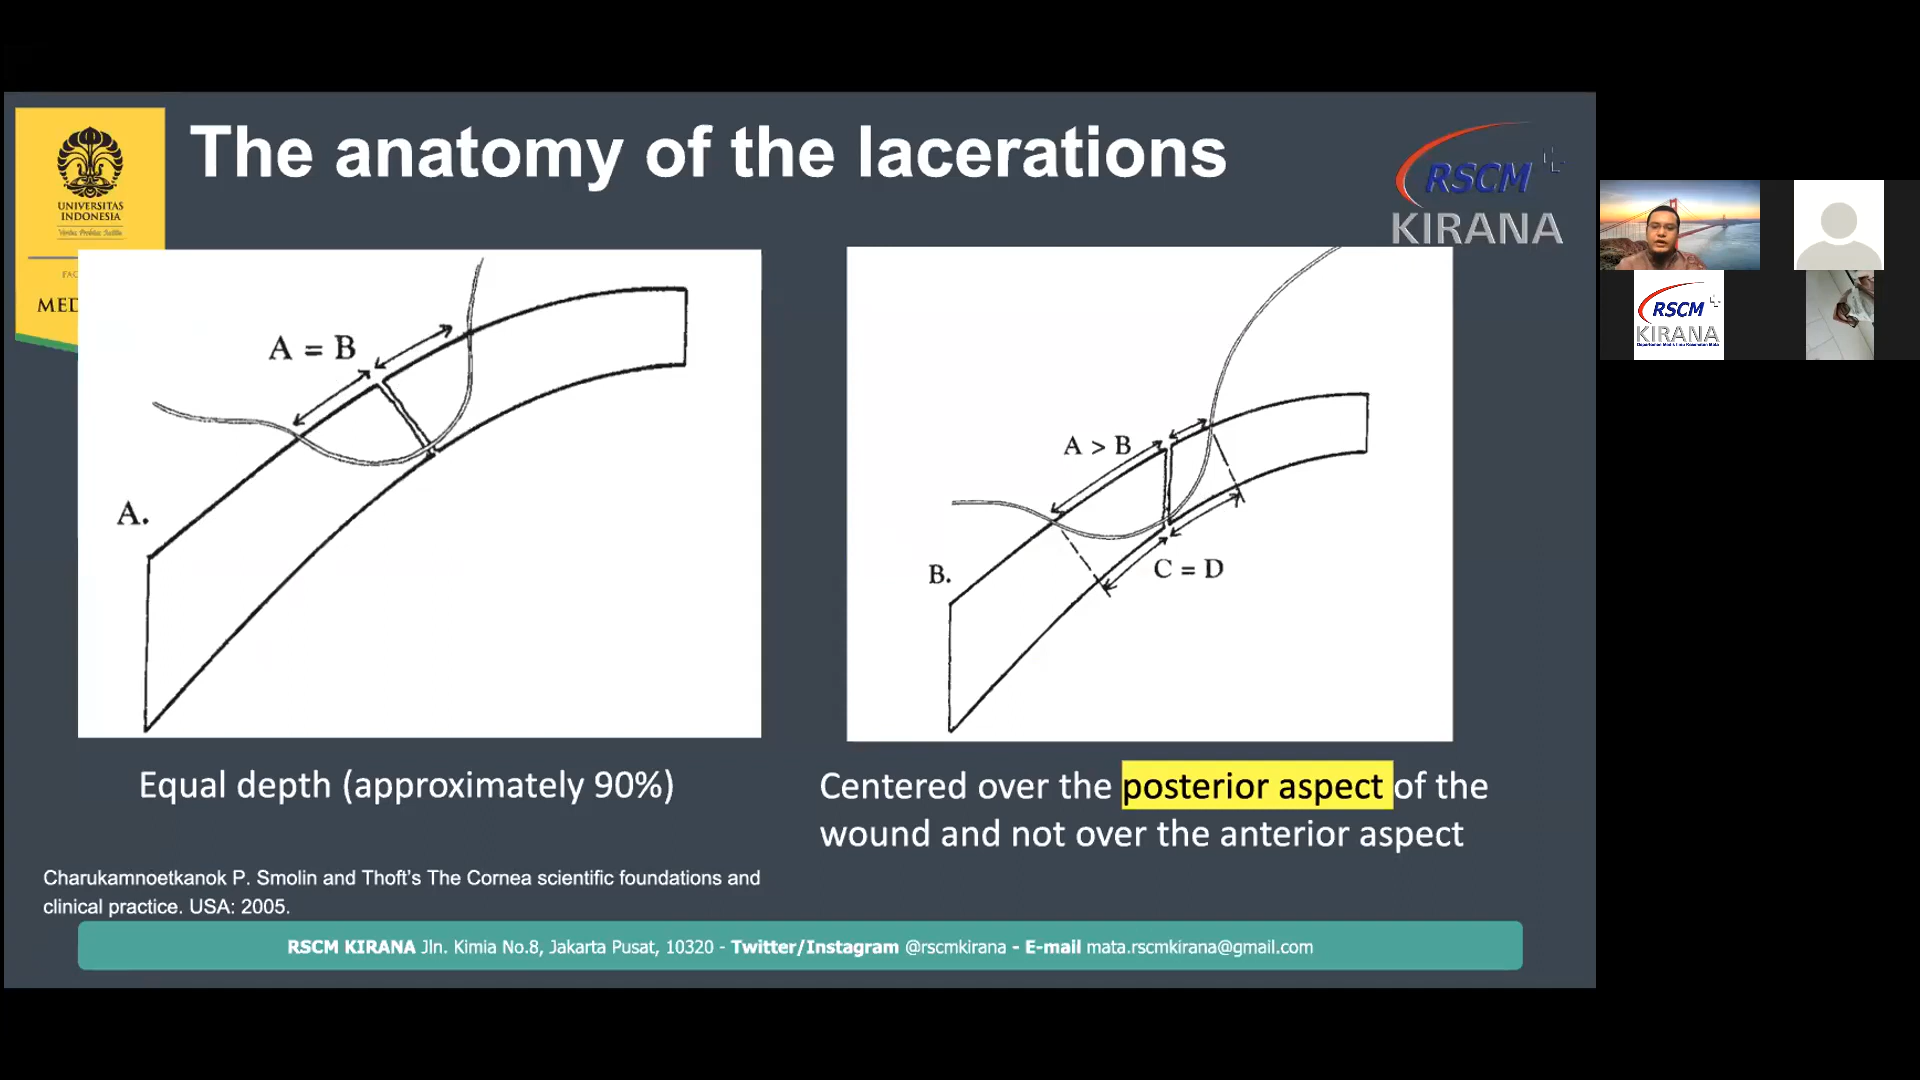 The anatomy of the lacerations
UNIVERSITAS
INDONESIA
FAC
MED
RSCM
KIRANA
A = B
A.
A > B
B.
C = D
Equal depth (approximately 90%)
Centered over the posterior aspect of the
wound and not over the anterior aspect
Charukamnoetkanok P. Smolin and Thoft's The Cornea scientific foundations and
clinical practice. USA: 2005.
RSCM KIRANA Jln. Kimia No.8, Jakarta Pusat, 10320 - Twitter/Instagram @rscmkirana - E-mail mata.rscmkirana@gmail.com
RSCM
KIRANA